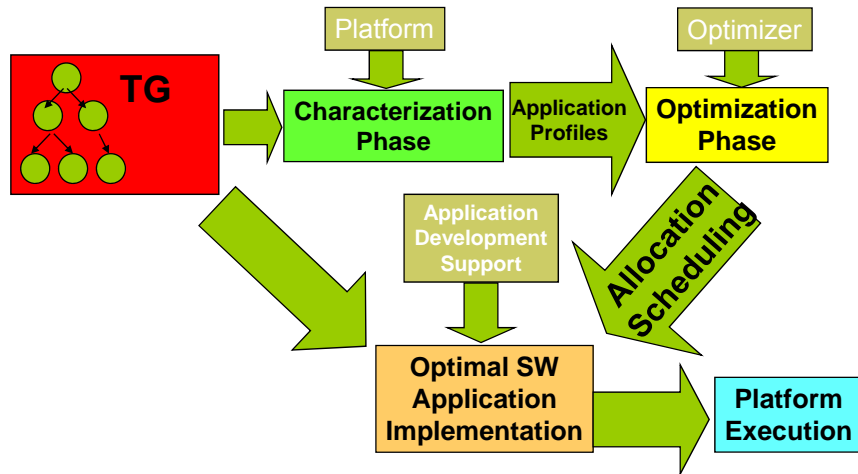 Platform
Optimizer
TG
Characterization
Phase
Application
Profiles
Optimization
Phase
Application
Development
Support
Allocation
Scheduling
Optimal SW
Application
Implementation
Platform
Execution